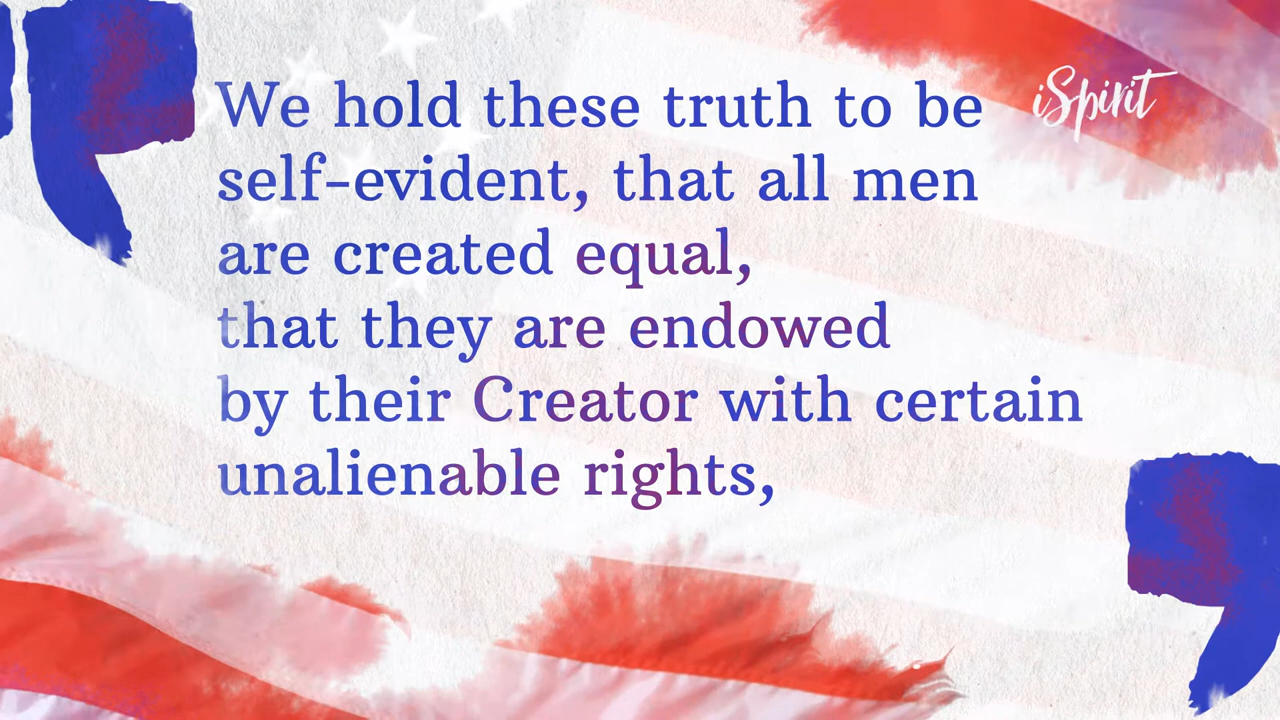 We hold these truth to be
iSpirit
self-evident, that all men
are created equal,
that they are endowed
by their Creator with certain
unalienable rights,